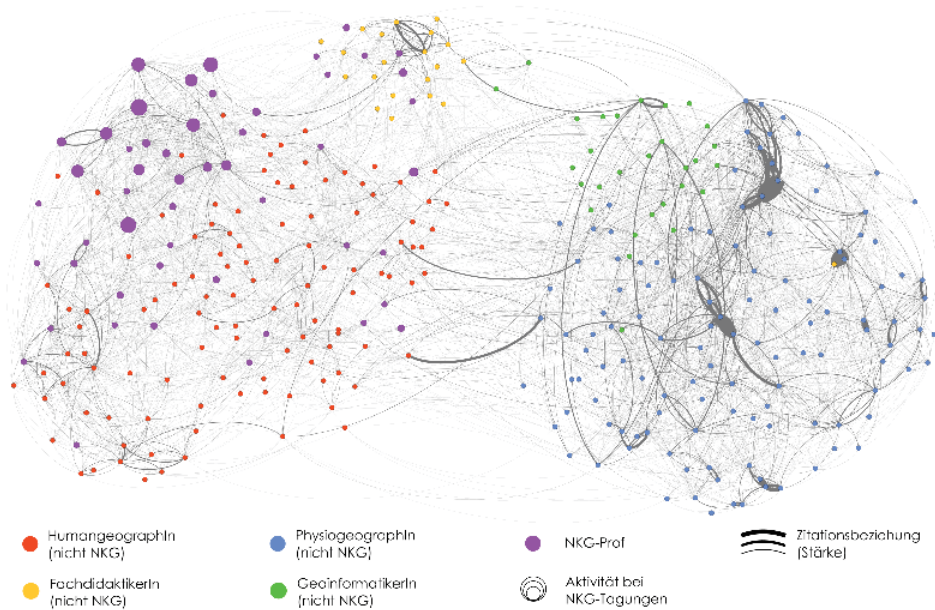 HumangeographIn
(nicht NKG)
PhysiogeographIn
(nicht NKG)
NKG-Prof
Zitationsbeziehung
(Stärke)
FachdidaktikerIn
(nicht NKG)
GeoinformatikerIn
(nicht NKG)
Aktivität bei
NKG-Tagungen